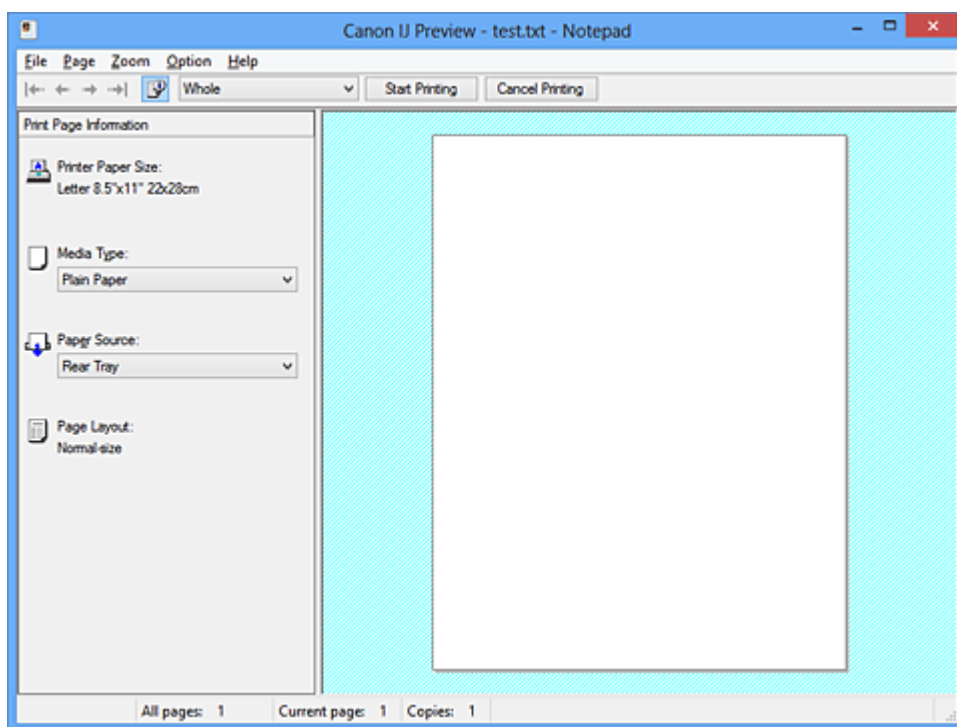 Canon IJ Preview - test.txt - Notepad
File Page Zoom Option Help
Whole Start Printing Cancel Printing
Print Page Information
Printer Paper Size:
Letter 8.5"x11" 22x28cm
Media Type:
Plain Paper
Paper Source:
Rear Tray
Page Layout:
Normal-size
All pages: 1 Current page: 1 Copies: 1